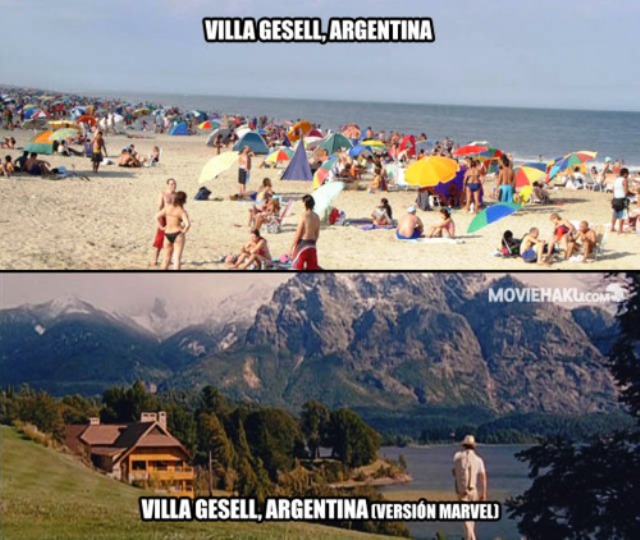 VILLA GESELL, ARGENTINA
MOVIEHAKU.COM
VILLA GESELL, ARGENTINA (VERSIÓN MARVEL)